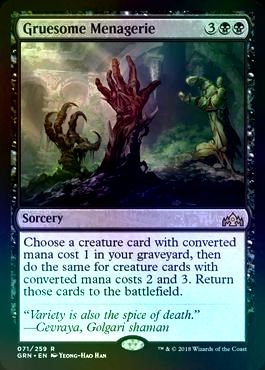 Gruesome Menagerie 3
Sorcery
Choose a creature card with converted
mana cost 1 in your graveyard, then
do the same for creature cards with
converted mana costs 2 and 3. Return
those cards to the battlefield.
“Variety is also the spice of death.”
—Cevraya, Golgari shaman
071/259 R
GRN • EN Yeong-Hao Han
™ & © 2018 Wizards of the Coast